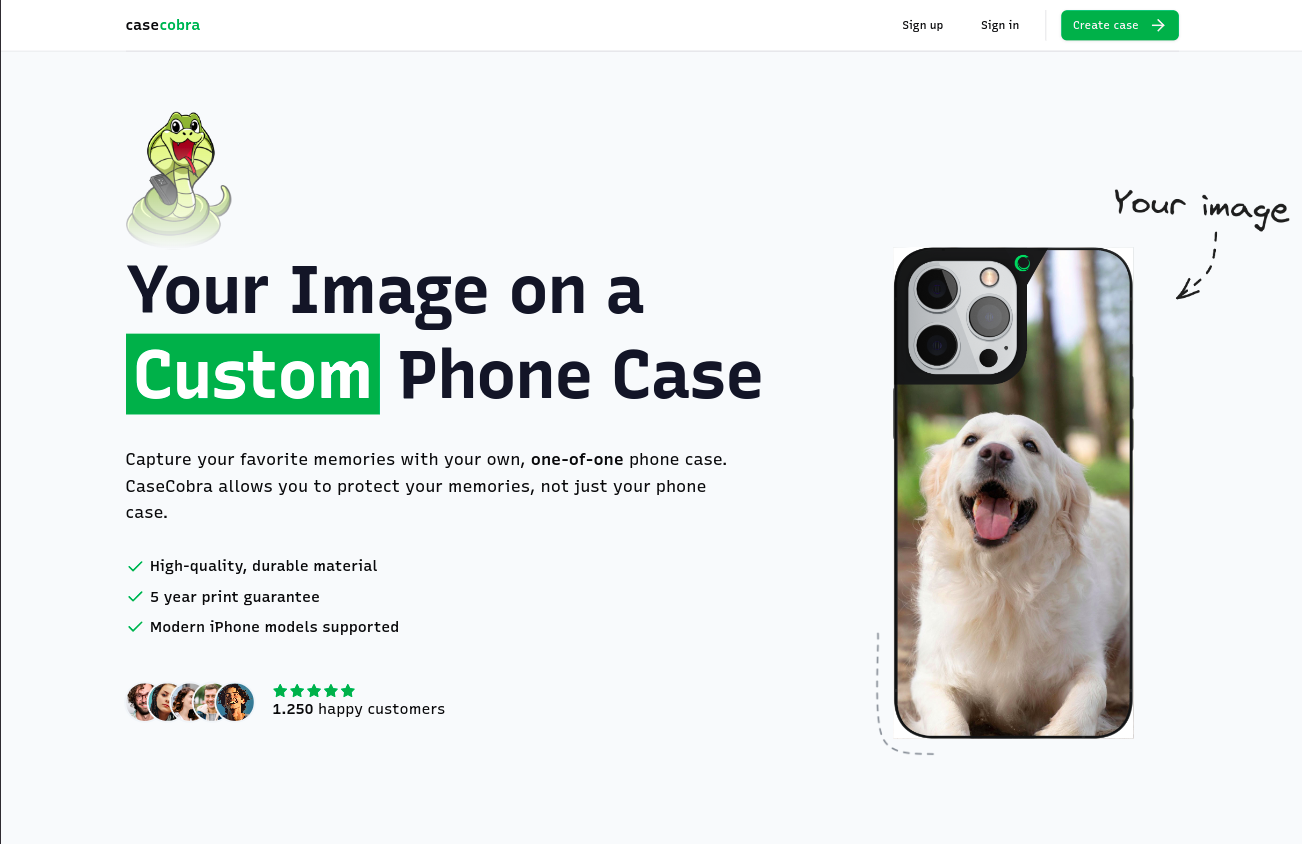 casecobra
Sign up
Sign in
Create case
Your image
Your Image on a
Custom Phone Case
Capture your favorite memories with your own, one-of-one phone case.
CaseCobra allows you to protect your memories, not just your phone
case.
High-quality, durable material
5 year print guarantee
Modern iPhone models supported
1.250 happy customers